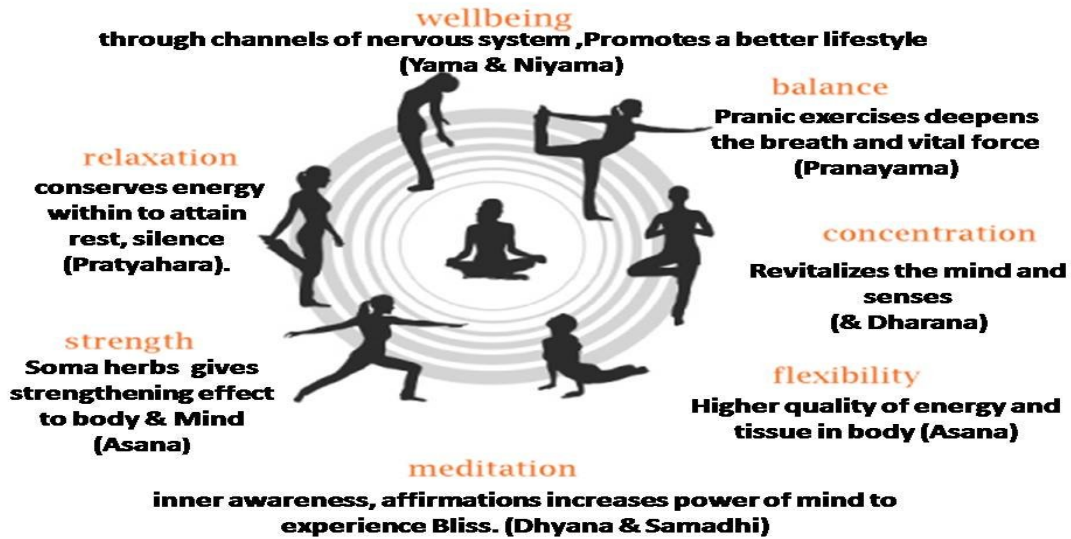 wellbeing
through channels of nervous system ,Promotes a better lifestyle
(Yama & Niyama)
balance
Pranic exercises deepens
the breath and vital force
(Pranayama)
relaxation
conserves energy
within to attain
rest, silence
(Pratyahara).
concentration
Revitalizes the mind and
senses
(& Dharana)
strength
Soma herbs gives
strengthening effect
to body & Mind
(Asana)
flexibility
Higher quality of energy and
tissue in body (Asana)
meditation
inner awareness, affirmations increases power of mind to
experience Bliss. (Dhyana & Samadhi)